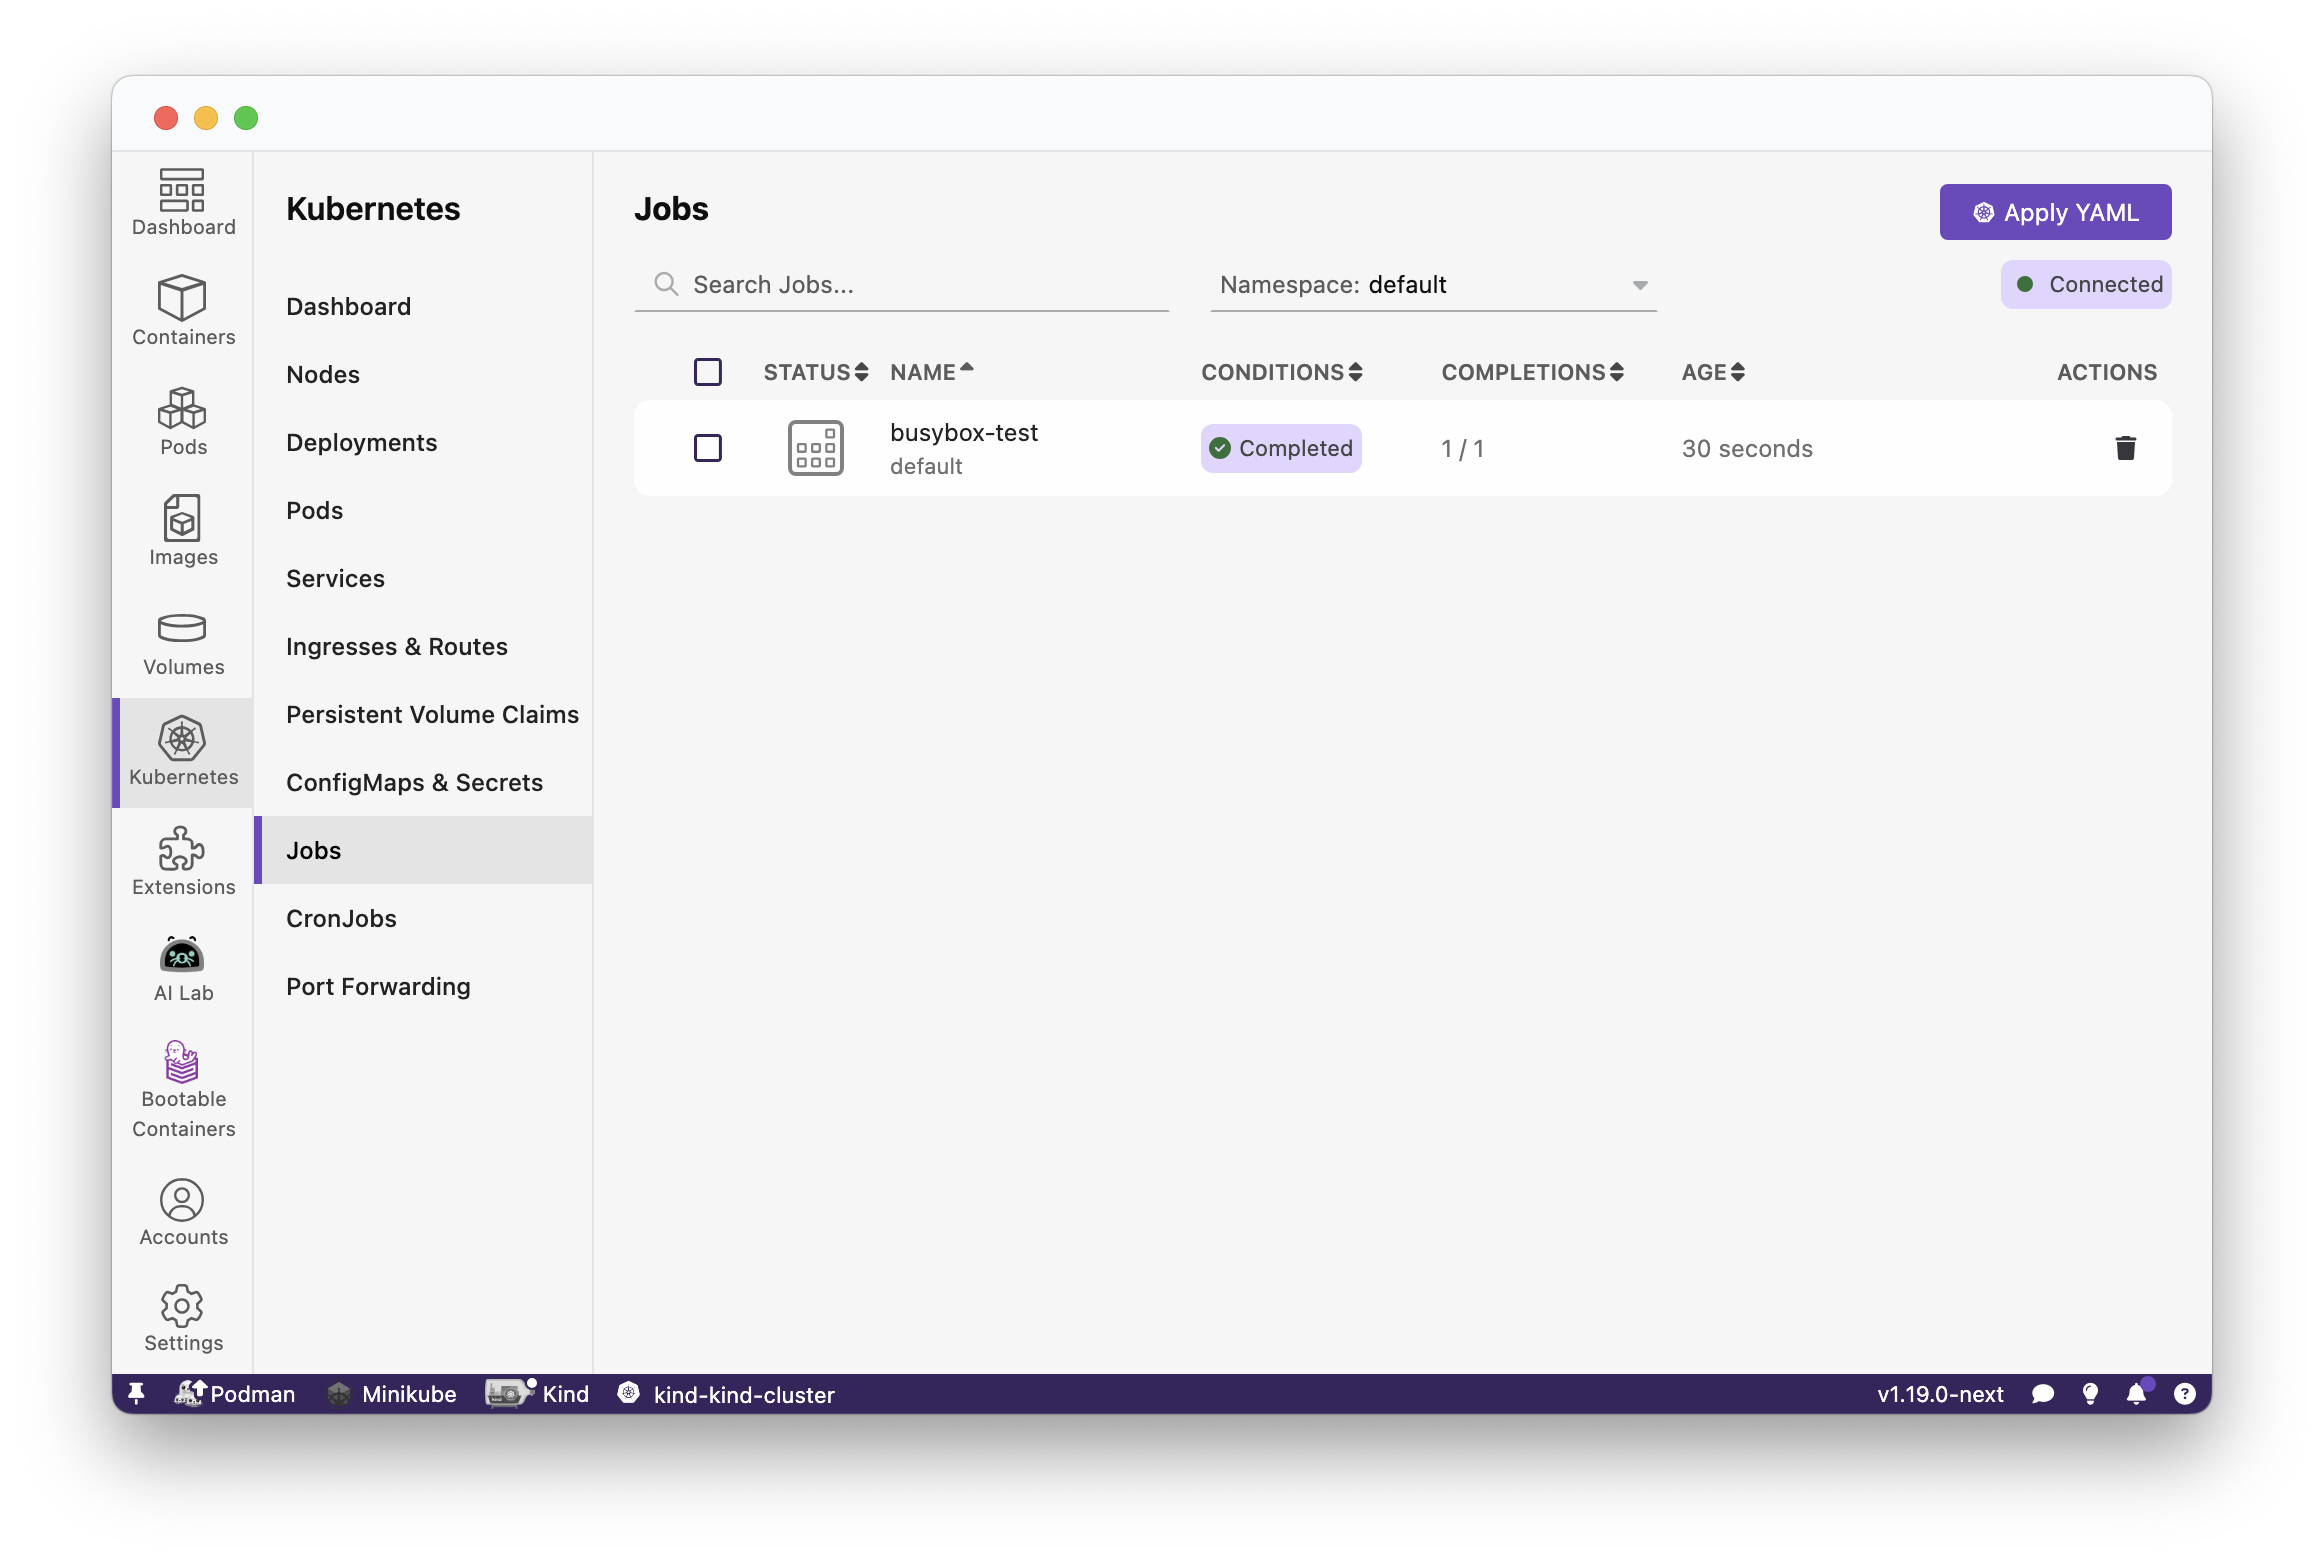 Dashboard
Containers
Pods
Images
Volumes
Kubernetes
Extensions
AI Lab
Bootable
Containers
Accounts
Settings
Kubernetes
Dashboard
Nodes
Deployments
Pods
Services
Ingresses & Routes
Persistent Volume Claims
ConfigMaps & Secrets
Jobs
CronJobs
Port Forwarding
Jobs
Apply YAML
Search Jobs...
Namespace: default
Connected
STATUS NAME CONDITIONS COMPLETIONS AGE ACTIONS
busybox-test
default
Completed
1 / 1
30 seconds
Podman Minikube Kind kind-kind-cluster
v1.19.0-next